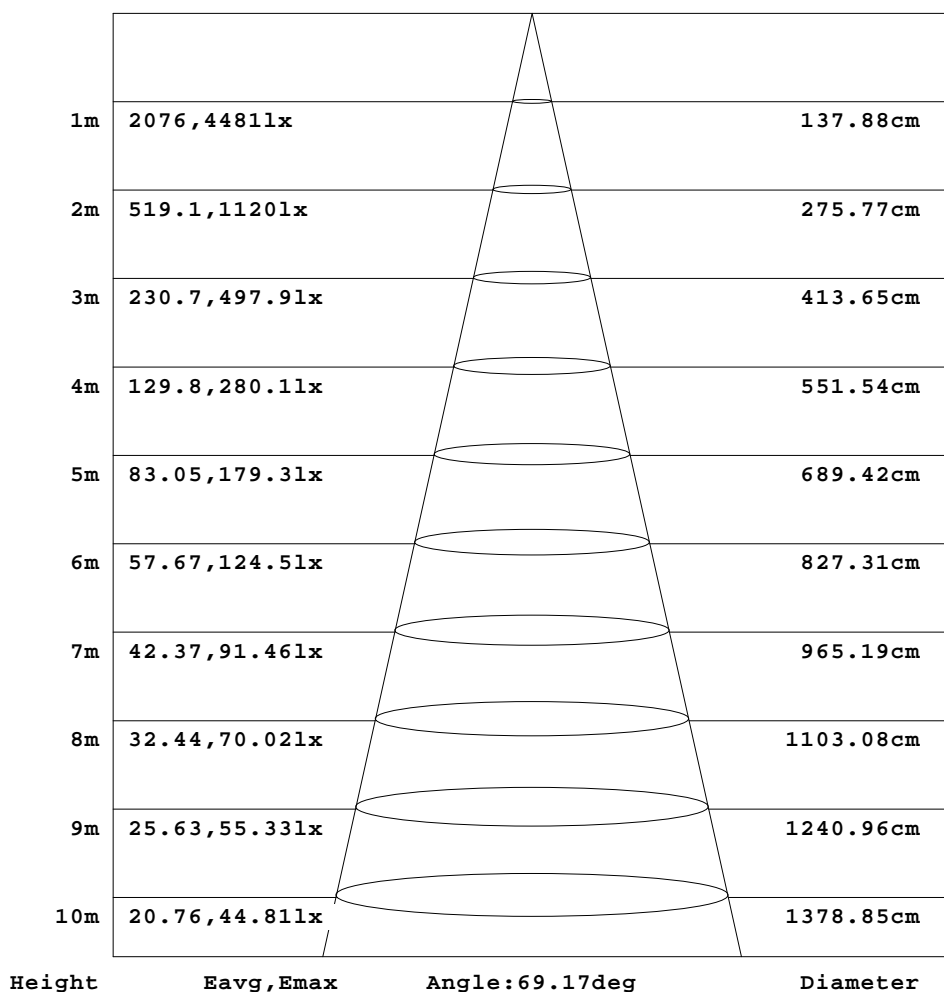 1m 2076,4481lx 137.88cm
2m 519.1,1120lx 275.77cm
3m 230.7,497.9lx 413.65cm
4m 129.8,280.1lx 551.54cm
5m 83.05,179.3lx 689.42cm
6m 57.67,124.5lx 827.31cm
7m 42.37,91.46lx 965.19cm
8m 32.44,70.02lx 1103.08cm
9m 25.63,55.33lx 1240.96cm
10m 20.76,44.81lx 1378.85cm
Height Eavg,Emax Angle:69.17deg Diameter